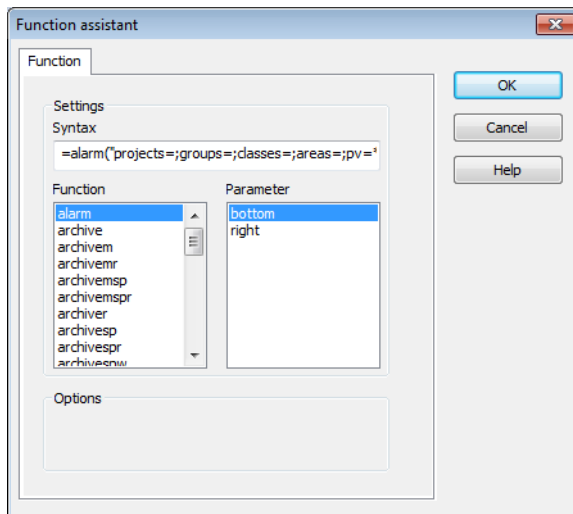 Function assistant
Function
OK
Cancel
Help
Settings
Syntax
=alarm("projects=;groups=;classes=;areas=;pv=*
Function
Parameter
alarm
archive
archivem
archivemr
archivemsp
archivemspr
archiver
archivesp
archivespr
archivespw
bottom
right
Options